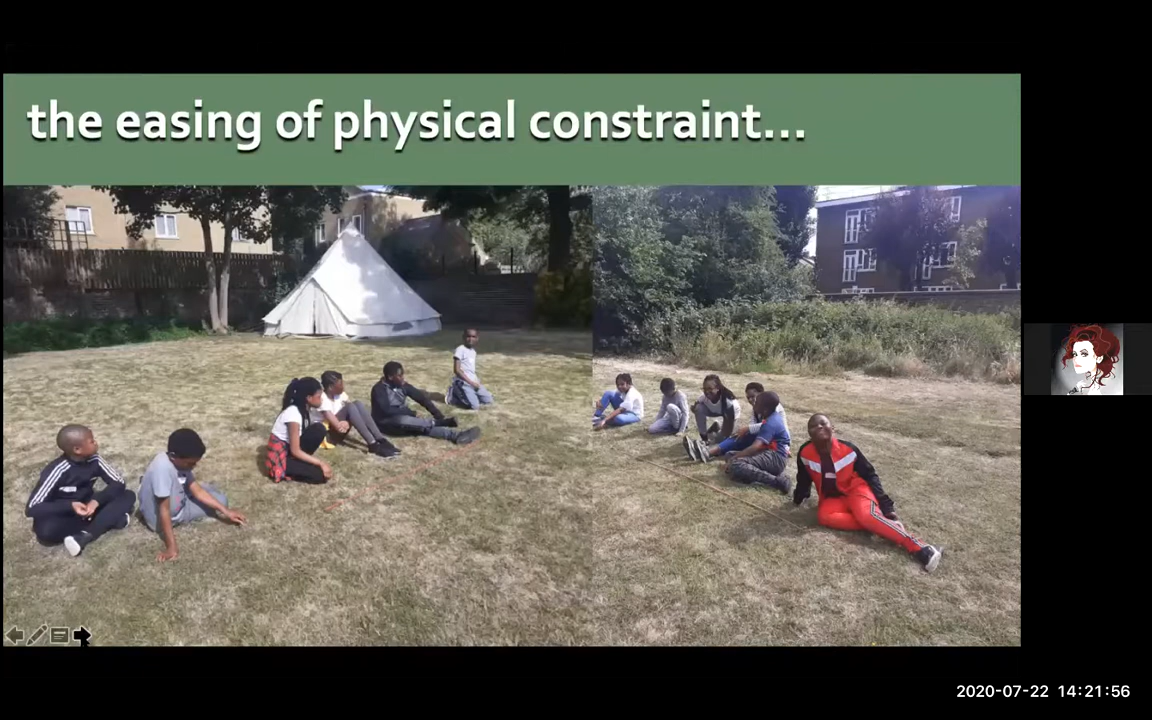 the easing of physical constraint...
2020-07-22 14:21:56